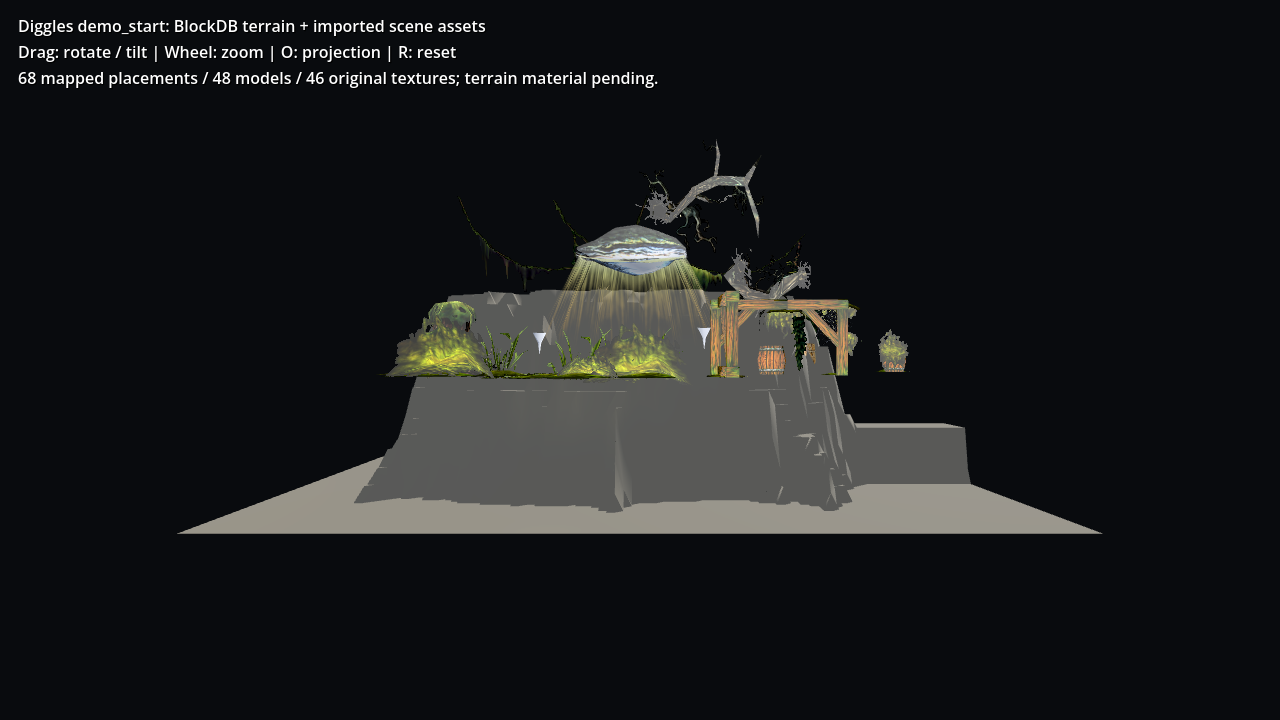 Diggles demo_start: BlockDB terrain + imported scene assets
Drag: rotate / tilt | Wheel: zoom | O: projection | R: reset
68 mapped placements / 48 models / 46 original textures; terrain material pending.